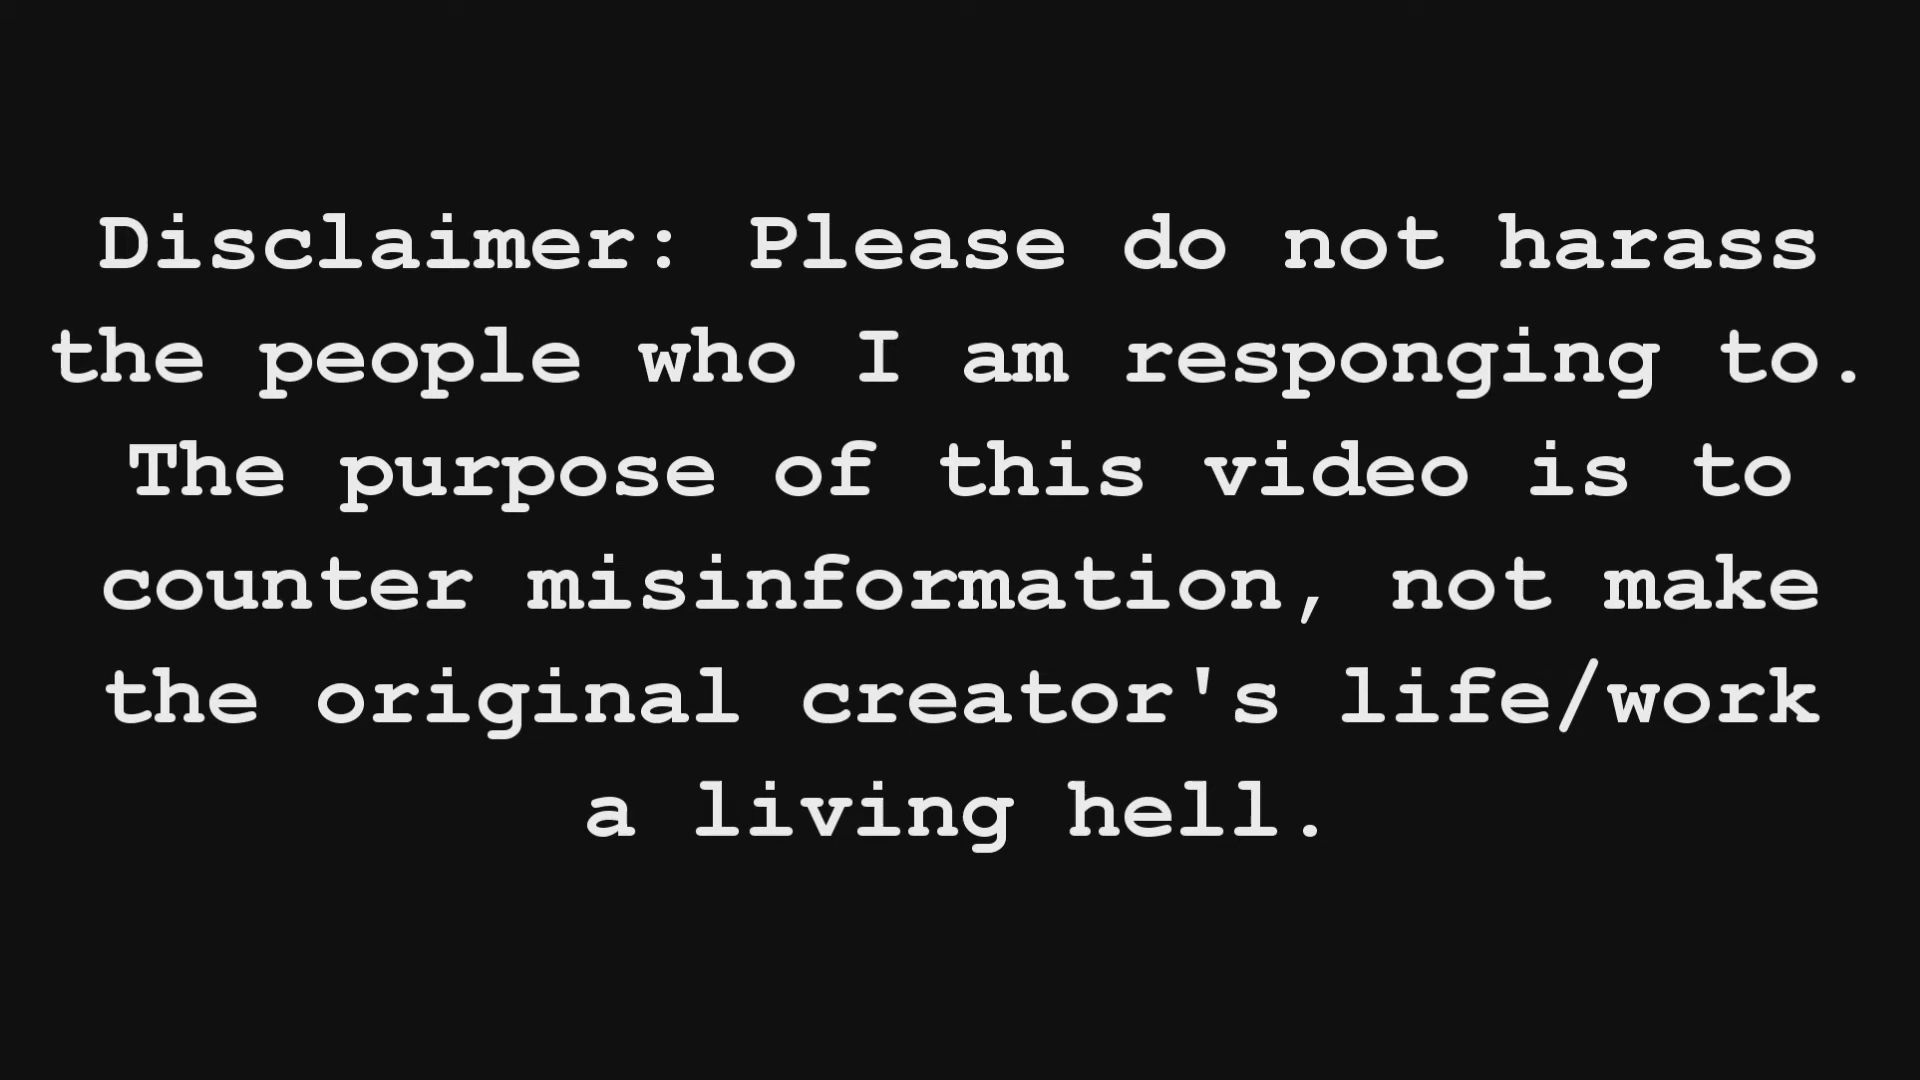 Disclaimer: Please do not harass
the people who I am responging to.
The purpose of this video is to
counter misinformation, not make
the original creator's life/work
a living hell.